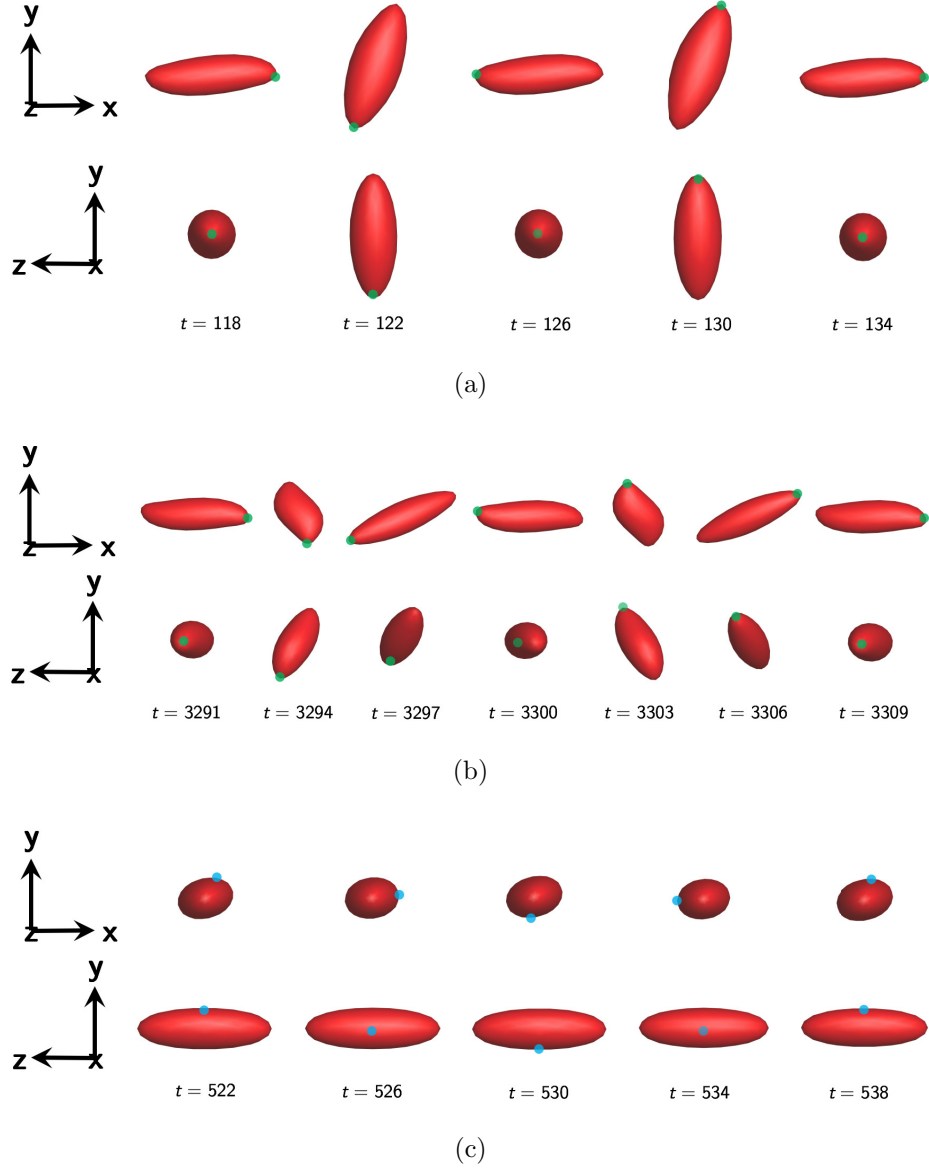 y
z x
y
z x
t = 118 t = 122 t = 126 t = 130 t = 134
(a)
y
z x
y
z x
t = 3291 t = 3294 t = 3297 t = 3300 t = 3303 t = 3306 t = 3309
(b)
y
z x
y
z x
t = 522 t = 526 t = 530 t = 534 t = 538
(c)